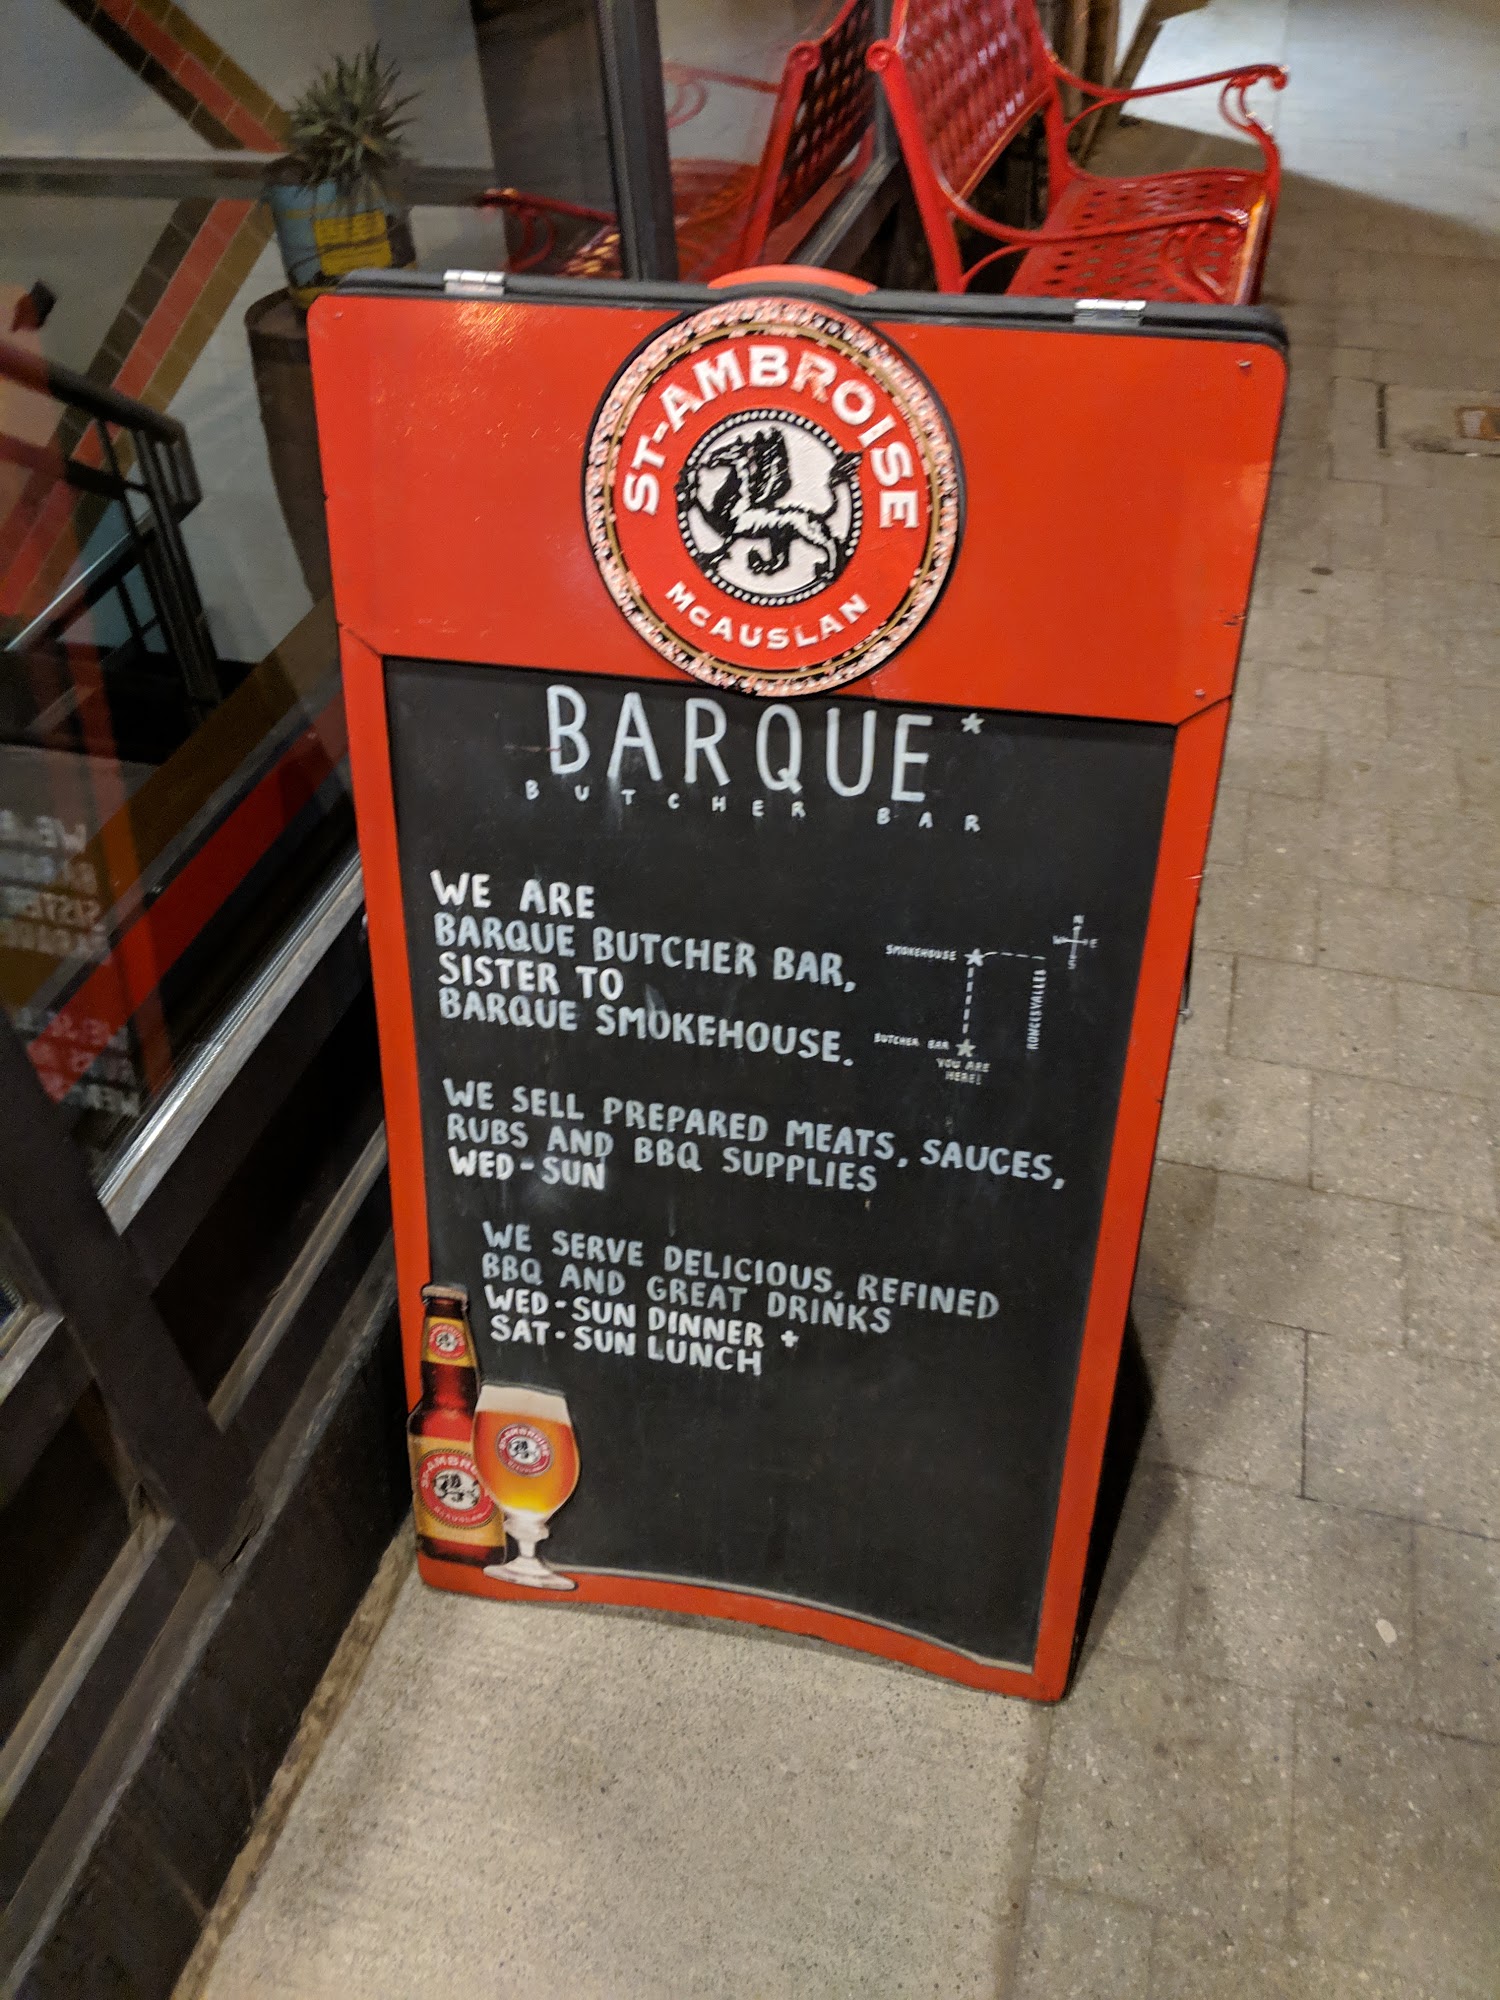 ST-AMBROISE
MCAUSLAN
BARQUE*
BUTCHER BAR
WE ARE
BARQUE BUTCHER BAR,
SISTER TO
BARQUE SMOKEHOUSE.
N
W E
S
SMOKEHOUSE
RONCESVALLES
BUTCHER BAR
YOU ARE
HERE!
WE SELL PREPARED MEATS, SAUCES,
RUBS AND BBQ SUPPLIES
WED-SUN
WE SERVE DELICIOUS, REFINED
BBQ AND GREAT DRINKS
WED-SUN DINNER +
SAT-SUN LUNCH
ST-AMBROISE